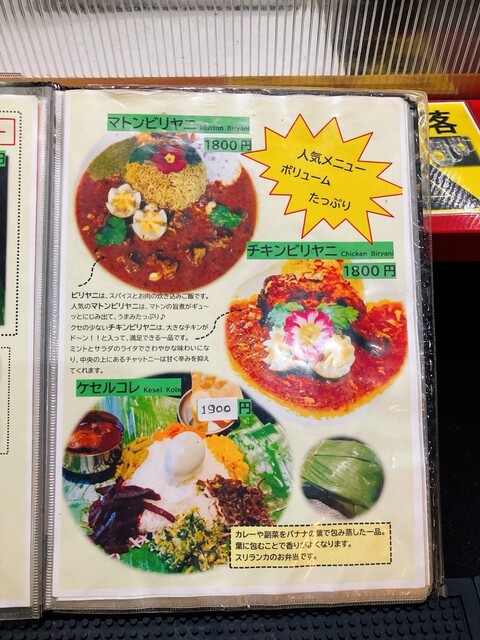 マトンビリヤニ Mutton Biryani
1800円
人気メニュー
ボリューム
たっぷり
チキンビリヤニ Chicken Biryani
1800円
ビリヤニは、スパイスとお肉の炊き込みご飯です。
人気のマトンビリヤニは、マトンの旨煮がギュー
ッとにじみ出て、うまみたっぷり♪
クセの少ないチキンビリヤニは、大きなチキンが
ドーン!!と入って、満足できる一品です。
ミントとサラダのライタでさわやかな味わいにな
り、中央の上にあるチャットニーは甘く辛みを抑え
てくれます。
ケセルコレ Kesel Kole
1900円
カレーや副菜をバナナの葉で包み蒸した一品。
葉に包むことで香りがよくなります。
スリランカのお弁当です。
客
円